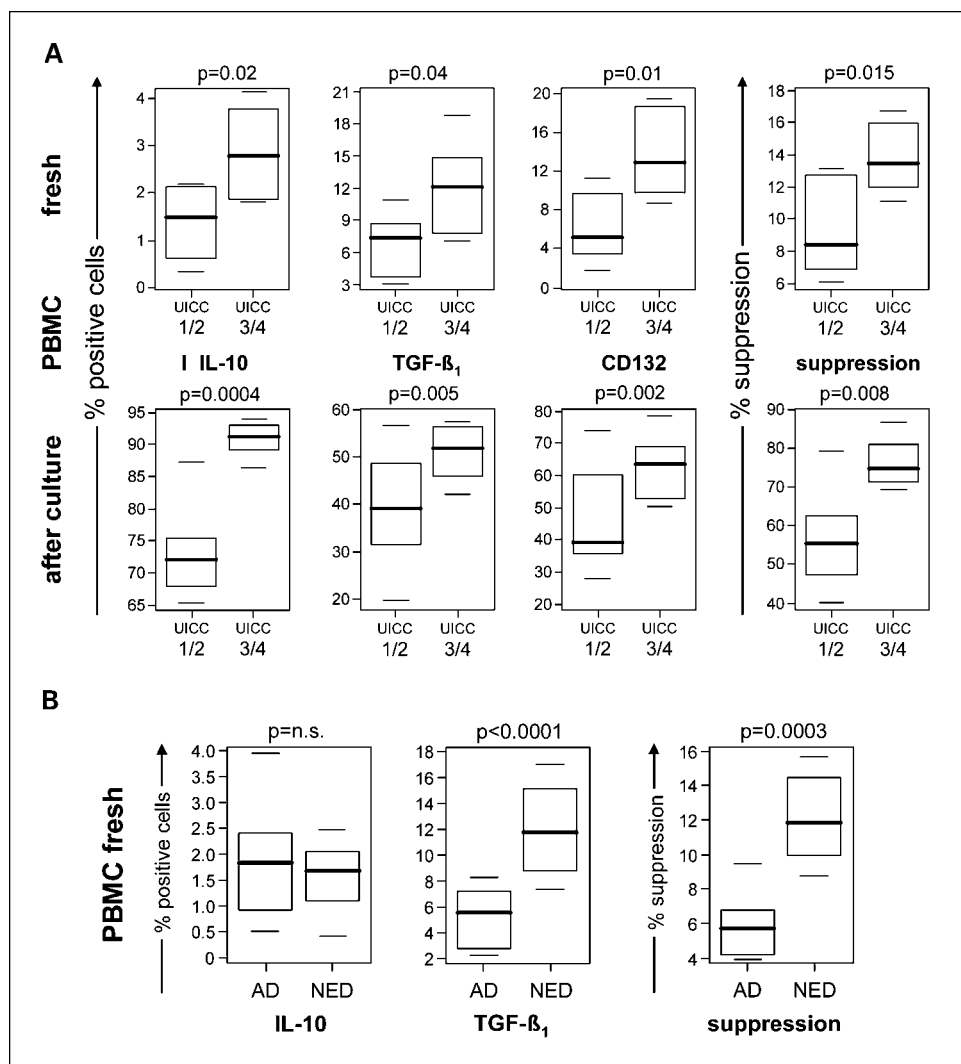 A
p=0.02 p=0.04 p=0.01 p=0.015
4 3 2 1 0
21 18 15 12 9 6 3
20 16 12 8 4 0
18 16 14 12 10 8 6
UICC 1/2 UICC 3/4
UICC 1/2 UICC 3/4
UICC 1/2 UICC 3/4
UICC 1/2 UICC 3/4
fresh
PBMC
after culture
% positive cells
% suppression
I IL-10 TGF-ß1 CD132 suppression
p=0.0004 p=0.005 p=0.002 p=0.008
95 90 85 80 75 70 65
60 50 40 30 20
80 70 60 50 40 30 20
90 80 70 60 50 40
UICC 1/2 UICC 3/4
UICC 1/2 UICC 3/4
UICC 1/2 UICC 3/4
UICC 1/2 UICC 3/4
B
PBMC fresh
p=n.s. p<0.0001 p=0.0003
% positive cells
4.0 3.5 3.0 2.5 2.0 1.5 1.0 0.5 0
18 16 14 12 10 8 6 4 2
% suppression
16 14 12 10 8 6 4
AD NED AD NED AD NED
IL-10 TGF-ß1 suppression